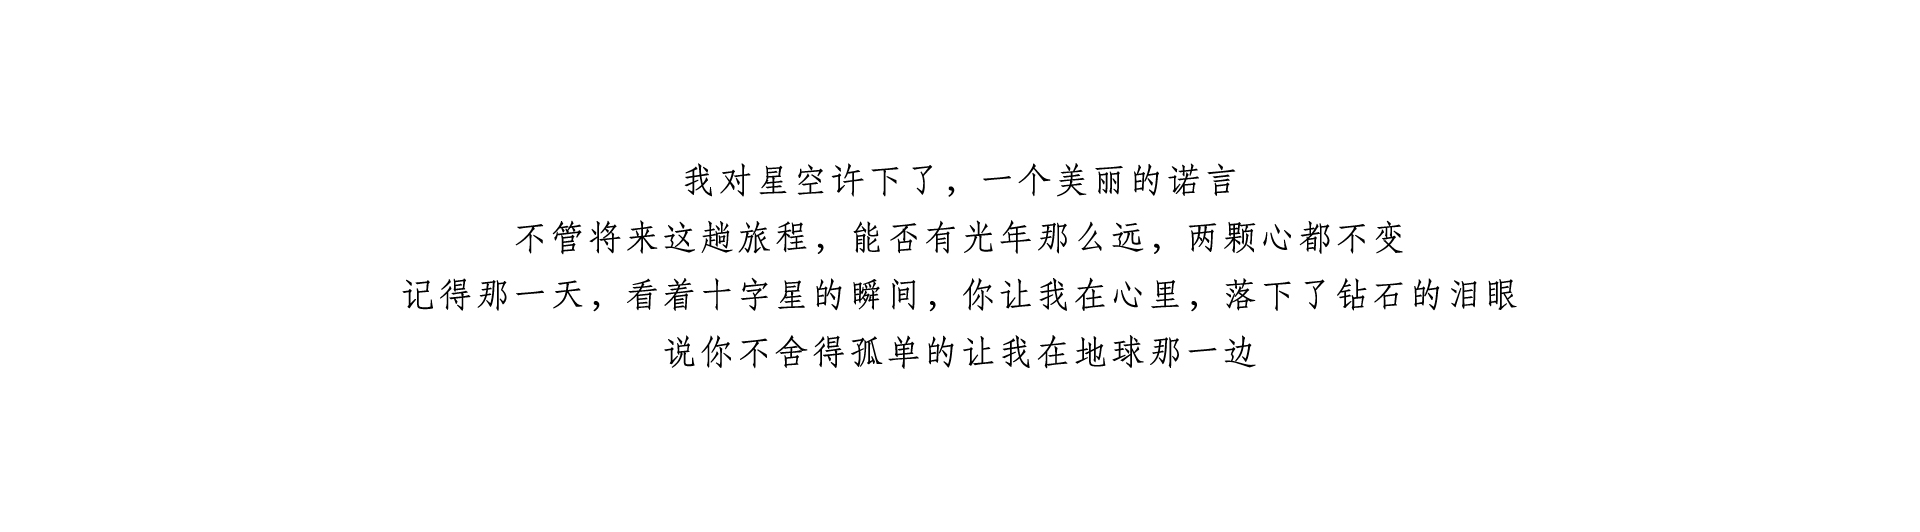 我对星空许下了，一个美丽的诺言
不管将来这趟旅程，能否有光年那么远，两颗心都不变
记得那一天，看着十字星的瞬间，你让我在心里，落下了钻石的泪眼
说你不舍得孤单的让我在地球那一边